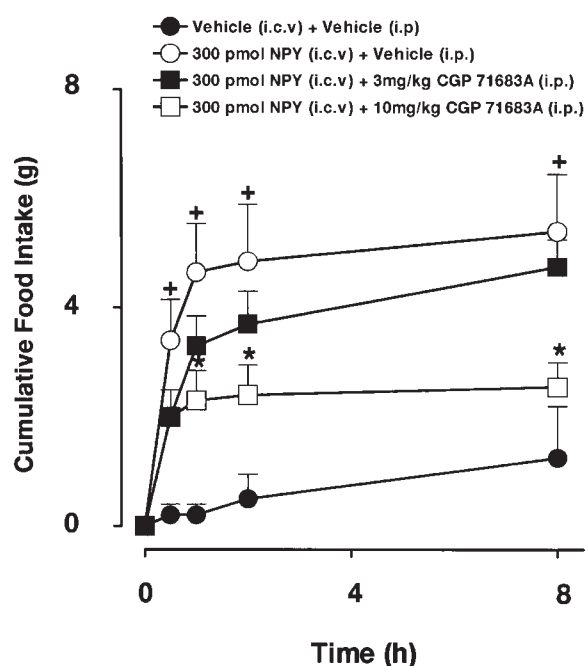 Vehicle (i.c.v) + Vehicle (i.p)
300 pmol NPY (i.c.v) + Vehicle (i.p.)
300 pmol NPY (i.c.v) + 3mg/kg CGP 71683A (i.p.)
300 pmol NPY (i.c.v) + 10mg/kg CGP 71683A (i.p.)
8
4
0
Cumulative Food Intake (g)
+
+
+
+
*
*
*
0
4
8
Time (h)